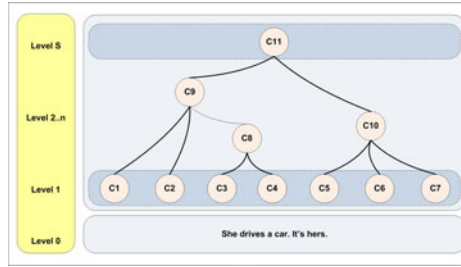 Level S
C11
C9
Level 2..n
C10
C8
Level 1
C1 C2 C3 C4 C5 C6 C7
Level 0
She drives a car. It's hers.